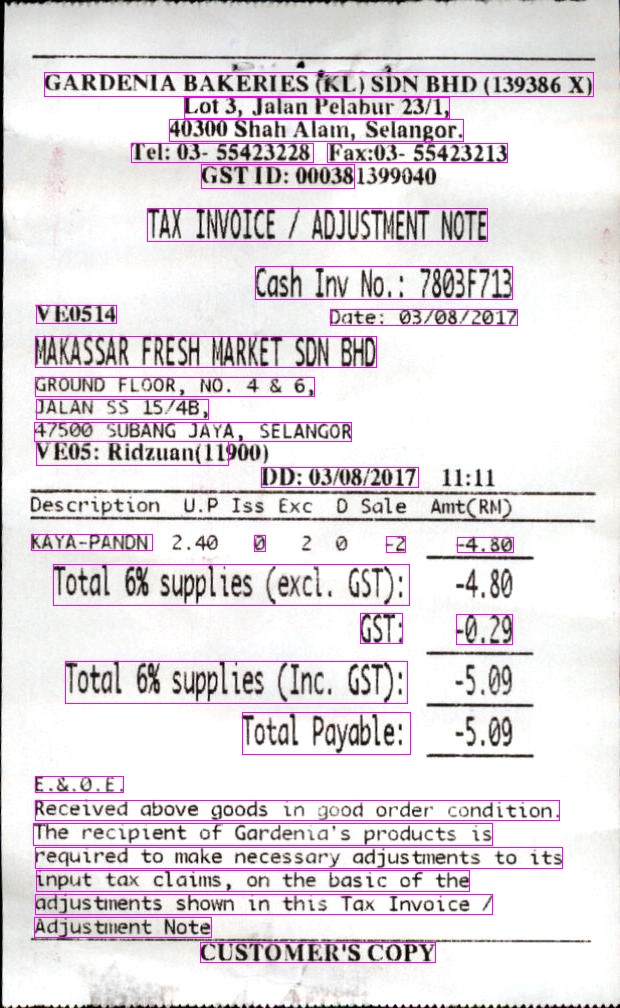 GARDENIA BAKERIES (KL) SDN BHD (139386 X)
Lot 3, Jalan Pelabur 23/1,
40300 Shah Alam, Selangor.
Tel: 03- 55423228 Fax:03- 55423213
GST ID: 000381399040
TAX INVOICE / ADJUSTMENT NOTE
Cash Inv No.: 7803F713
VE0514 Date: 03/08/2017
MAKASSAR FRESH MARKET SDN BHD
GROUND FLOOR, NO. 4 & 6,
JALAN SS 15/4B,
47500 SUBANG JAYA, SELANGOR
VE05: Ridzuan(11900)
DD: 03/08/2017 11:11
Description U.P Iss Exc D Sale Amt(RM)
KAYA-PANDN 2.40 0 2 0 -2 -4.80
Total 6% supplies (excl. GST): -4.80
GST: -0.29
Total 6% supplies (Inc. GST): -5.09
Total Payable: -5.09
E.&.O.E.
Received above goods in good order condition.
The recipient of Gardenia's products is
required to make necessary adjustments to its
input tax claims, on the basic of the
adjustments shown in this Tax Invoice /
Adjustment Note
CUSTOMER'S COPY